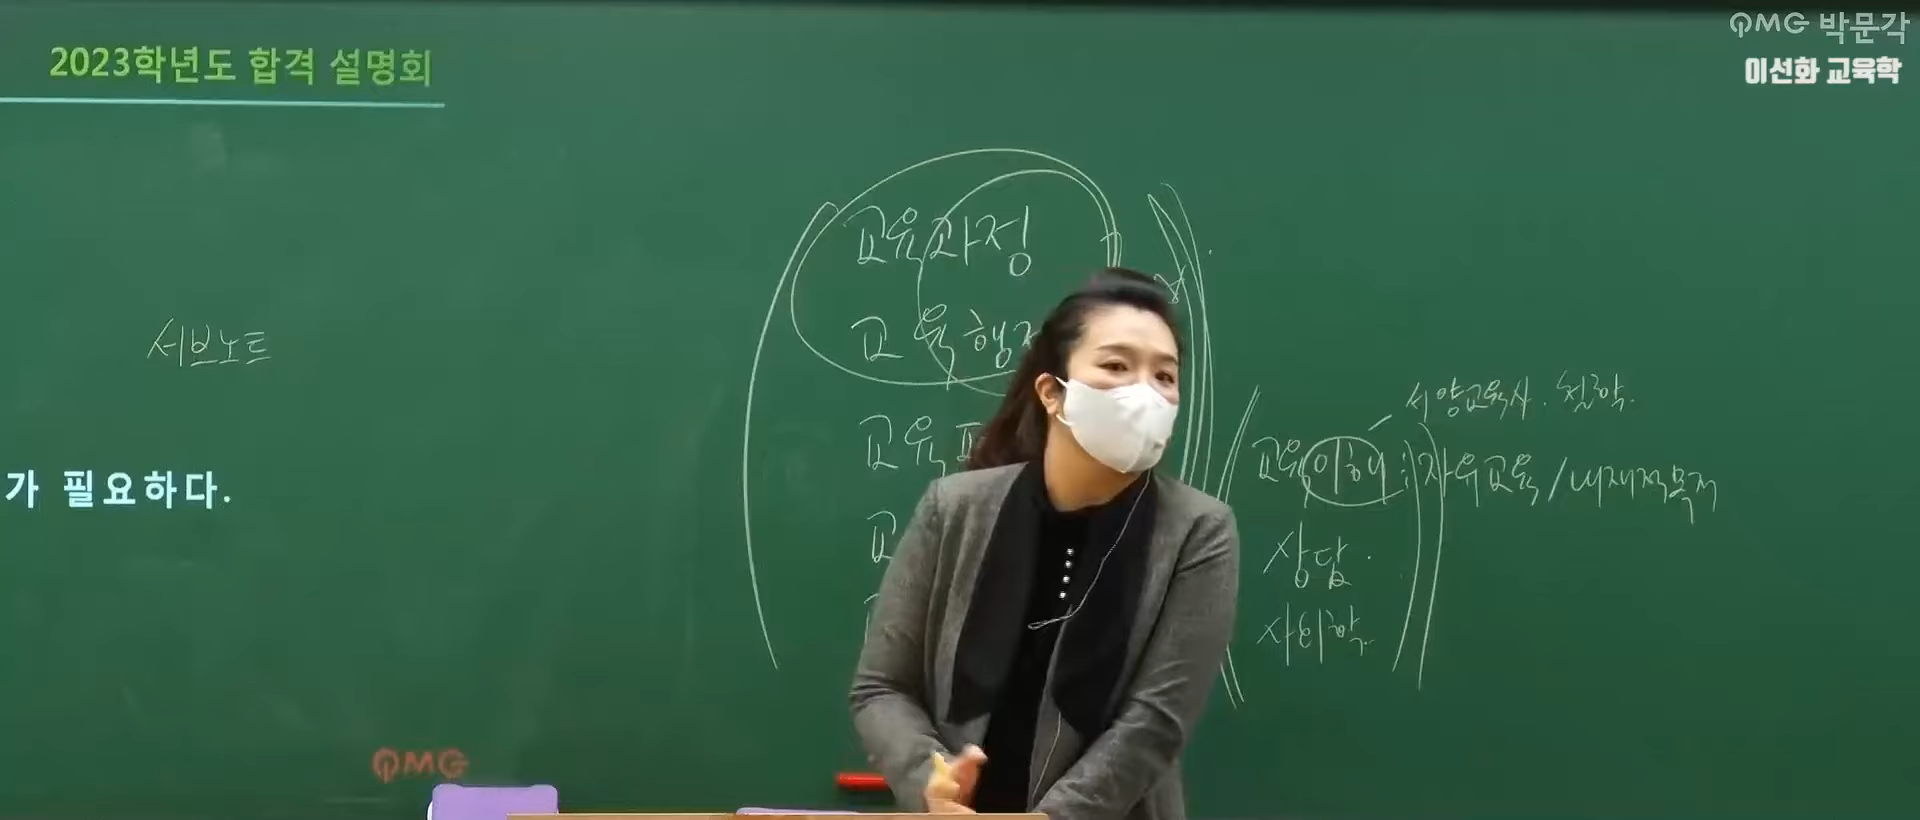 PMG 박문각
이선화 교육학
2023학년도 합격 설명회
교육과정
서브노트
교육행정
교육
서양교육사. 철학.
교육이해 : 자유교육/내재적목적
가 필요하다.
교
상담.
사회학.
PMG